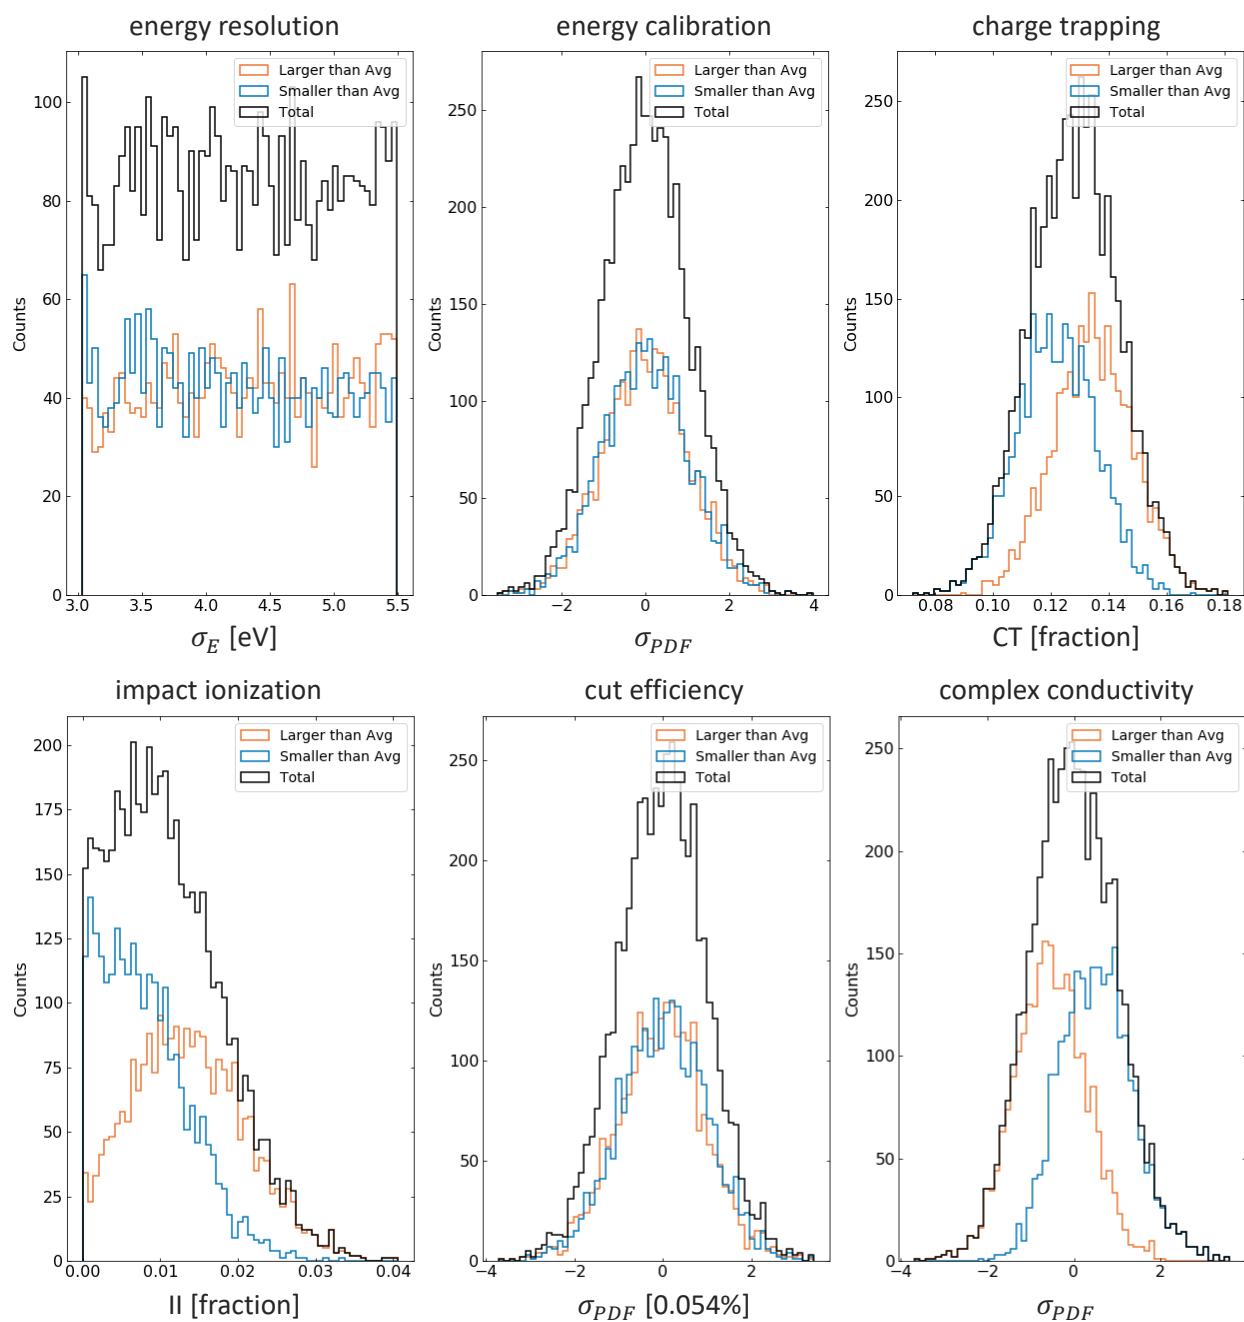 energy resolution
energy calibration
charge trapping
Larger than Avg
Smaller than Avg
Total
Larger than Avg
Smaller than Avg
Total
Larger than Avg
Smaller than Avg
Total
Counts
0
20
40
60
80
100
3.0
3.5
4.0
4.5
5.0
5.5
σ_E [eV]
Counts
0
50
100
150
200
250
−2
0
2
4
σ_PDF
Counts
0
50
100
150
200
250
0.08
0.10
0.12
0.14
0.16
0.18
CT [fraction]
impact ionization
cut efficiency
complex conductivity
Larger than Avg
Smaller than Avg
Total
Larger than Avg
Smaller than Avg
Total
Larger than Avg
Smaller than Avg
Total
Counts
0
25
50
75
100
125
150
175
200
0.00
0.01
0.02
0.03
0.04
II [fraction]
Counts
0
50
100
150
200
250
−4
−2
0
2
σ_PDF [0.054%]
Counts
0
50
100
150
200
250
−4
−2
0
2
σ_PDF